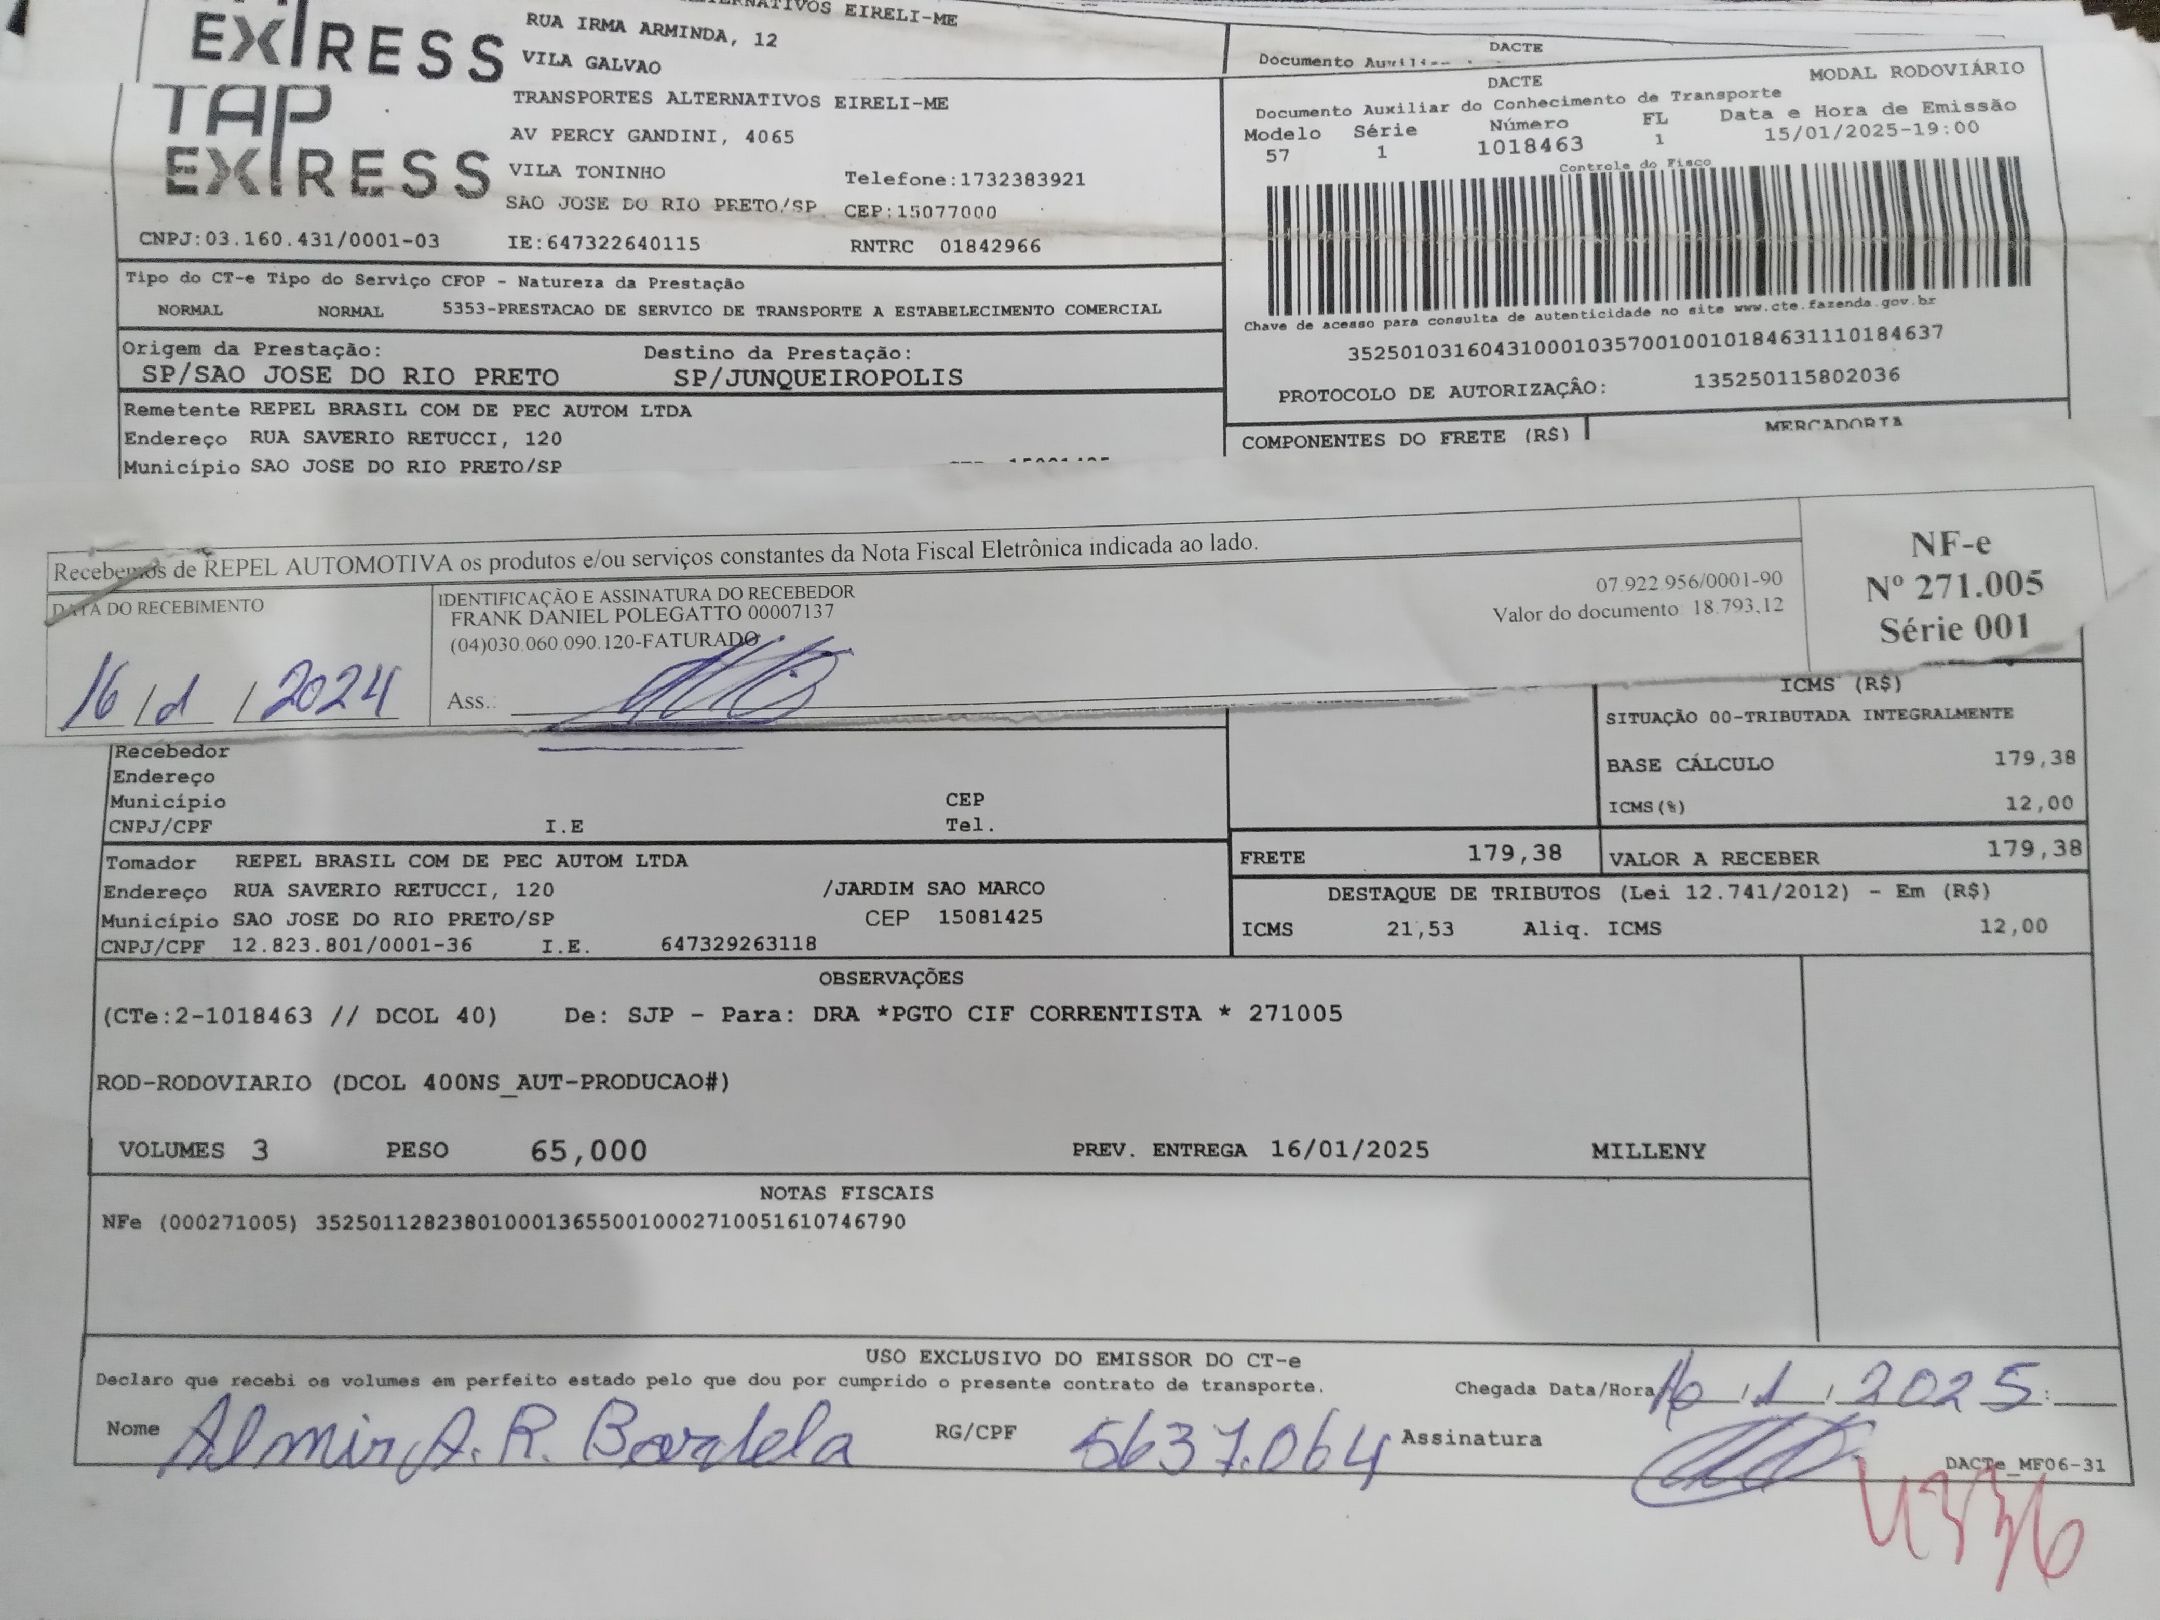 EXPRESS
TERNATIVOS EIRELI-ME
RUA IRMA ARMINDA, 12
VILA GALVAO
DACTE
Documento
TAP
EXPRESS
TRANSPORTES ALTERNATIVOS EIRELI-ME
AV PERCY GANDINI, 4065
VILA TONINHO
Telefone:1732383921
SAO JOSE DO RIO PRETO/SP CEP:15077000
CNPJ:03.160.431/0001-03 IE:647322640115 RNTRC 01842966
DACTE MODAL RODOVIÁRIO
Documento Auxiliar do Conhecimento de Transporte
Modelo Série Número FL Data e Hora de Emissão
57 1 1018463 1 15/01/2025-19:00
Controle do Fisco
Chave de acesso para consulta de autenticidade no site www.cte.fazenda.gov.br
35250103160431000103570010010184631110184637
PROTOCOLO DE AUTORIZAÇÃO: 135250115802036
Tipo do CT-e Tipo do Serviço CFOP - Natureza da Prestação
NORMAL NORMAL 5353-PRESTACAO DE SERVICO DE TRANSPORTE A ESTABELECIMENTO COMERCIAL
Origem da Prestação: Destino da Prestação:
SP/SAO JOSE DO RIO PRETO SP/JUNQUEIROPOLIS
Remetente REPEL BRASIL COM DE PEC AUTOM LTDA
Endereço RUA SAVERIO RETUCCI, 120
Município SAO JOSE DO RIO PRETO/SP
COMPONENTES DO FRETE (R$) MERCADORIA
Recebemos de REPEL AUTOMOTIVA os produtos e/ou serviços constantes da Nota Fiscal Eletrônica indicada ao lado.
DATA DO RECEBIMENTO
16/1/2024
IDENTIFICAÇÃO E ASSINATURA DO RECEBEDOR
FRANK DANIEL POLEGATTO 00007137
(04)030.060.090.120-FATURADO
Ass.:
07.922.956/0001-90
Valor do documento: 18.793,12
NF-e
Nº 271.005
Série 001
ICMS (R$)
SITUAÇÃO 00-TRIBUTADA INTEGRALMENTE
BASE CÁLCULO 179,38
ICMS(%) 12,00
Recebedor
Endereço
Município CEP
CNPJ/CPF I.E Tel.
FRETE 179,38 VALOR A RECEBER 179,38
Tomador REPEL BRASIL COM DE PEC AUTOM LTDA
Endereço RUA SAVERIO RETUCCI, 120 /JARDIM SAO MARCO
Município SAO JOSE DO RIO PRETO/SP CEP 15081425
CNPJ/CPF 12.823.801/0001-36 I.E. 647329263118
DESTAQUE DE TRIBUTOS (Lei 12.741/2012) - Em (R$)
ICMS 21,53 Aliq. ICMS 12,00
OBSERVAÇÕES
(CTe:2-1018463 // DCOL 40) De: SJP - Para: DRA *PGTO CIF CORRENTISTA * 271005
ROD-RODOVIARIO (DCOL 400NS_AUT-PRODUCAO#)
VOLUMES 3 PESO 65,000 PREV. ENTREGA 16/01/2025 MILLENY
NOTAS FISCAIS
NFe (000271005) 35250112823801000136550010002710051610746790
USO EXCLUSIVO DO EMISSOR DO CT-e
Declaro que recebi os volumes em perfeito estado pelo que dou por cumprido o presente contrato de transporte.
Chegada Data/Hora 16/1/2025:
Nome Almir A. R. Bardela RG/CPF 5637.064 Assinatura
DACTe_MF06-31